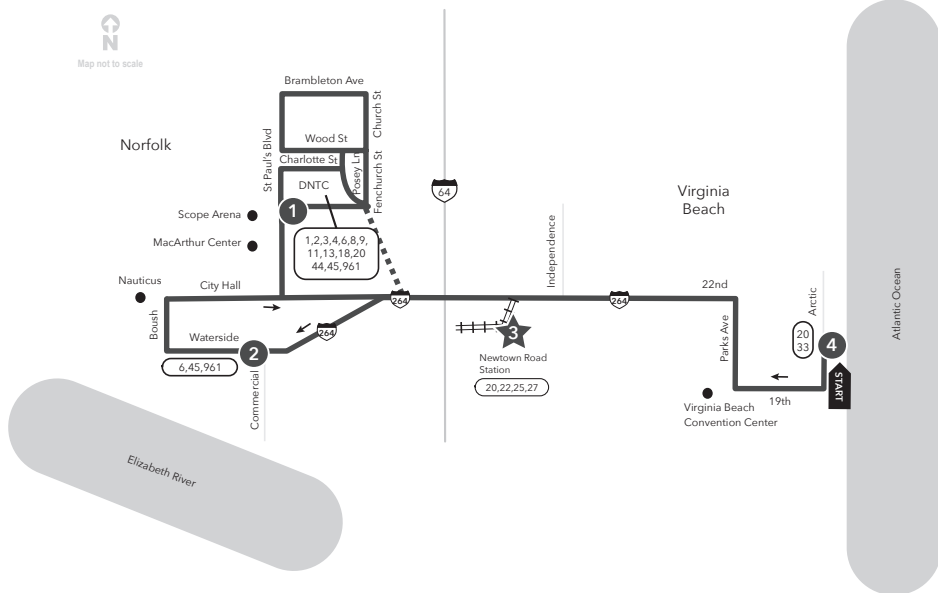 N
Map not to scale
Brambleton Ave
Church St
Norfolk
Wood St
St Paul's Blvd
Charlotte St
Posey Ln
Fenchurch St
DNTC
1
Scope Arena
MacArthur Center
1,2,3,4,6,8,9,
11,13,18,20
44,45,961
64
Virginia
Beach
Independence
Nauticus
City Hall
264
264
22nd
Boush
Waterside
264
2
6,45,961
Commercial
3
Newtown Road
Station
20,22,25,27
Parks Ave
Arctic
20
33
4
START
19th
Virginia Beach
Convention Center
Atlantic Ocean
Elizabeth River